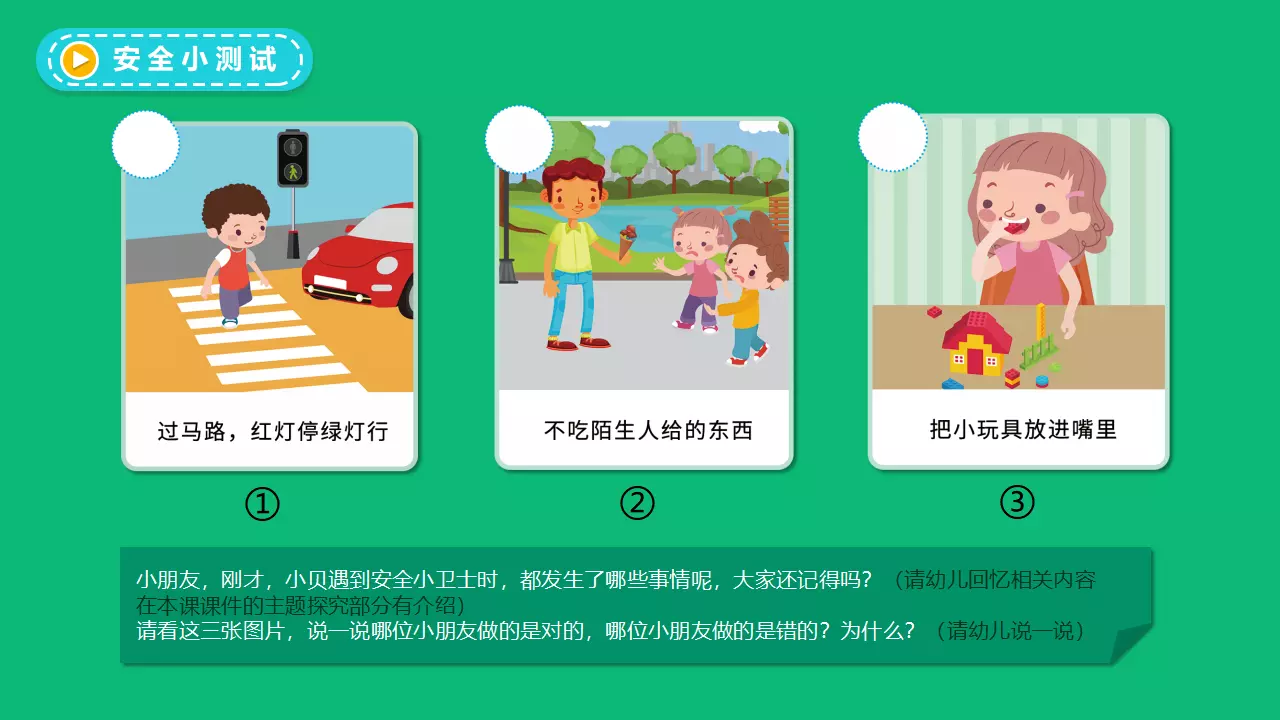 安全小测试
过马路，红灯停绿灯行
不吃陌生人给的东西
把小玩具放进嘴里
①
②
③
小朋友，刚才，小贝遇到安全小卫士时，都发生了哪些事情呢，大家还记得吗？（请幼儿回忆相关内容
在本课课件的主题探究部分有介绍）
请看这三张图片，说一说哪位小朋友做的是对的，哪位小朋友做的是错的？为什么？（请幼儿说一说）